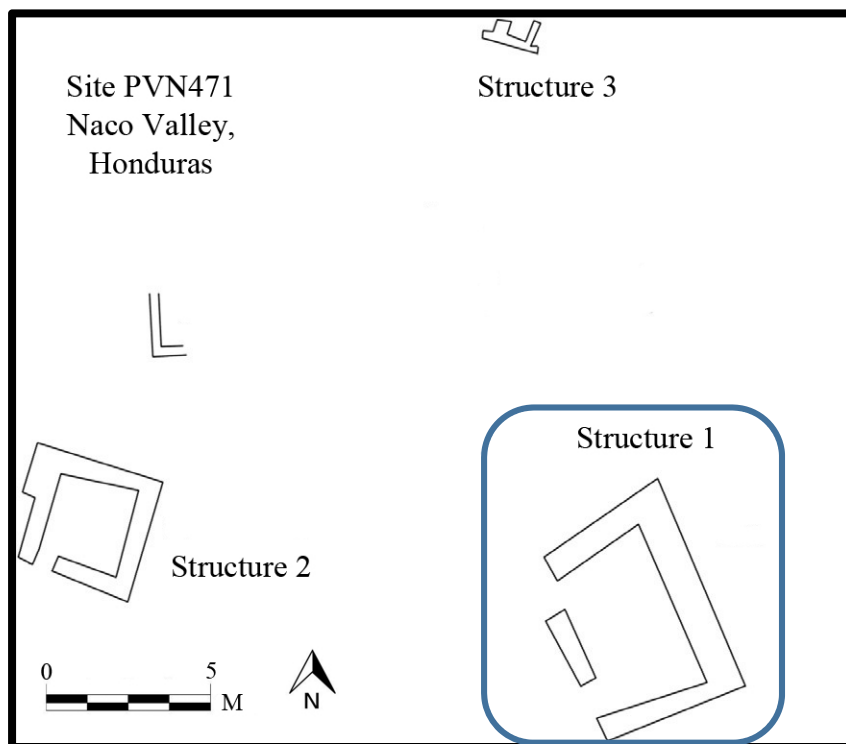 Site PVN471
Naco Valley,
Honduras
Structure 3
Structure 1
Structure 2
0 5
M
N